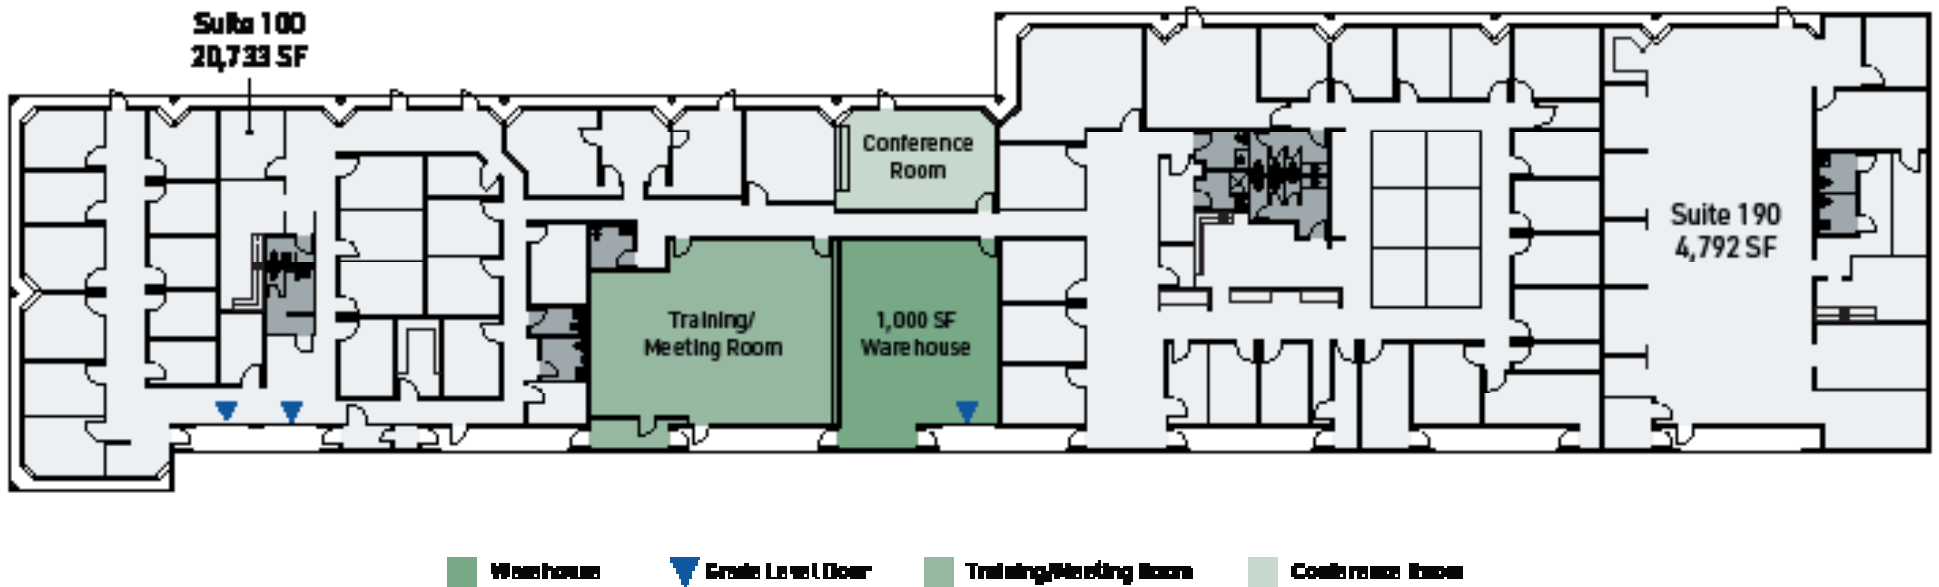 Suite 100
20,733 SF
Conference
Room
Suite 190
4,792 SF
Training/
Meeting Room
1,000 SF
Warehouse
Warehouse
Grade Level Door
Training/Meeting Room
Conference Room